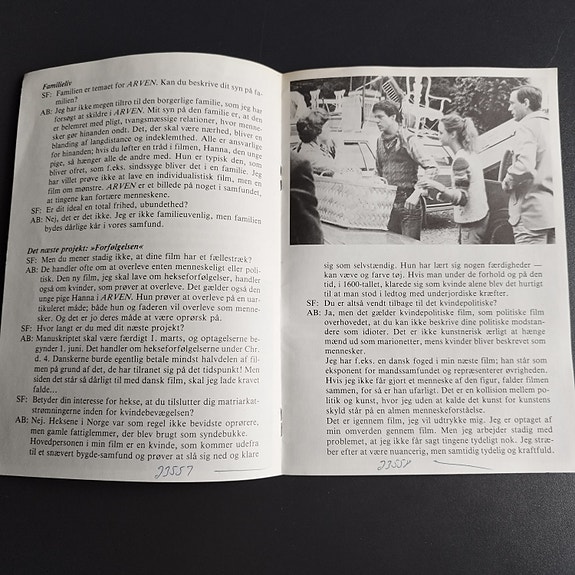 Familieliv
SF: Familien er temaet for ARVEN. Kan du beskrive dit syn på fa-
milien?
AB: Jeg har ikke megen tiltro til den borgerlige familie, som jeg har
forsøgt at skildre i ARVEN. Mit syn på den familie er, at den
er belemret med pligt, tvangsmæssige relationer, hvor menne-
sker gør hinanden ondt. Det, der skal være nærhed, bliver en
blanding af langdistance og indeklemthed. Alle er ansvarlige
for hinanden; hvis du løfter en tråd i filmen, Hanna, den unge
pige, så hænger alle de andre med. Hun er typisk den, som
bliver ofret, som f.eks. sindssyge bliver det i en familie. Jeg
har villet prøve ikke at lave en individualistisk film, men en
film om mønstre. ARVEN er et billede på noget i samfundet,
at tingene kan fortære menneskene.
SF: Er dit ideal en total frihed, ubundethed?
AB: Nej, det er det ikke. Jeg er ikke familieuvenlig, men familien
bydes dårlige kår i vores samfund.
Det næste projekt: »Forfølgelsen«
SF: Men du mener stadig ikke, at dine film har et fællestræk?
AB: De handler ofte om at overleve enten menneskeligt eller poli-
tisk. Den ny film, jeg skal lave om hekseforfølgelser, handler
også om kvinder, som prøver at overleve. Det gælder også den
unge pige Hanna i ARVEN. Hun prøver at overleve på en uar-
tikuleret måde; både hun og faderen vil overleve som menne-
sker. Og det er jo deres måde at være oprørsk på.
SF: Hvor langt er du med dit næste projekt?
AB: Manuskriptet skal være færdigt 1. marts, og optagelserne be-
gynder 1. juni. Det handler om hekseforfølgelserne under Chr.
d. 4. Danskerne burde egentlig betale mindst halvdelen af fil-
men på grund af det, de har tilranet sig på det tidspunkt! Men
siden det står så dårligt til med dansk film, skal jeg lade kravet
falde...
SF: Betyder din interesse for hekse, at du tilslutter dig matriarkat-
strømningerne inden for kvindebevægelsen?
AB: Nej. Heksene i Norge var som regel ikke bevidste oprørere,
men gamle fattiglemmer, der blev brugt som syndebukke.
Hovedpersonen i min film er en kvinde, som kommer udefra
til et snævert bygde-samfund og prøver at slå sig ned og klare
23557
sig som selvstændig. Hun har lært sig nogen færdigheder —
kan væve og farve tøj. Hvis man under de forhold og på den
tid, i 1600-tallet, klarede sig som kvinde alene blev det hurtigt
til at man stod i ledtog med underjordiske kræfter.
SF: Du er altså vendt tilbage til det kvindepolitiske?
AB: Ja, men det gælder kvindepolitisk film, som politiske film
overhovedet, at du kan ikke beskrive dine politisk modstand-
dere som idioter. Det er ikke kunstnerisk ærligt at hænge
mænd ud som marionetter, mens kvinder bliver beskrevet som
mennesker.
Jeg har f.eks. en dansk foged i min næste film; han står som
eksponent for mandssamfundet og repræsenterer øvrigheden.
Hvis jeg ikke får gjort et menneske af den figur, falder filmen
sammen, for så er han ufarligt. Det er en kollision mellem po-
litik og kunst, hvor jeg uden at kalde det kunst for kunstens
skyld står på en almen menneskeforståelse.
Det er igennem film, jeg vil udtrykke mig. Jeg er optaget af
min omverden gennem film. Men jeg arbejder stadig med
problemet, at jeg ikke får sagt tingene tydeligt nok. Jeg stræ-
ber efter at være nuancerig, men samtidig tydelig og kraftfuld.
23558